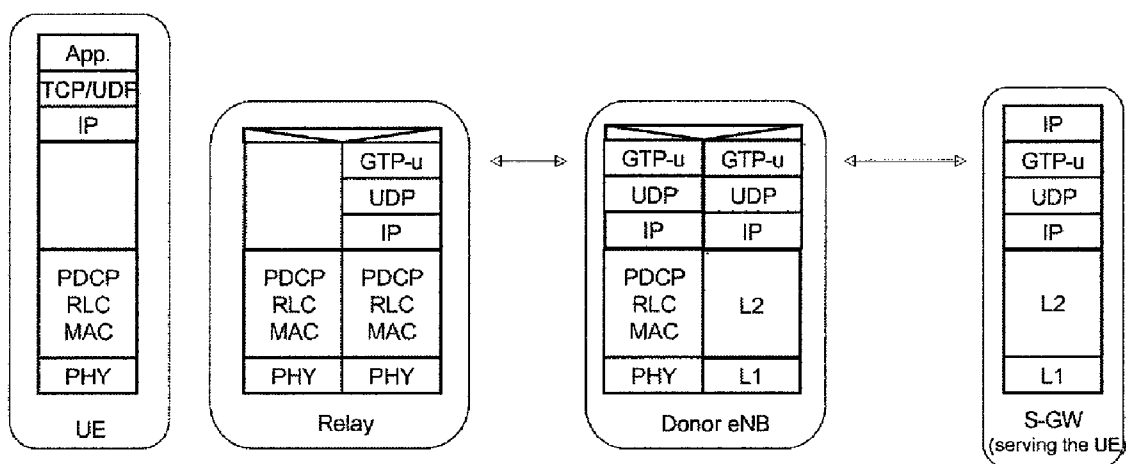 App.
TCP/UDP
IP
PDCP
RLC
MAC
PHY
UE
GTP-u
UDP
IP
PDCP PDCP
RLC RLC
MAC MAC
PHY PHY
Relay
GTP-u GTP-u
UDP UDP
IP IP
PDCP
RLC L2
MAC
PHY L1
Donor eNB
IP
GTP-u
UDP
IP
L2
L1
S-GW
(serving the UE)